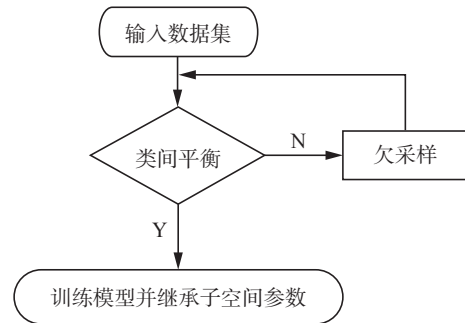 输入数据集
类间平衡
N
欠采样
Y
训练模型并继承子空间参数